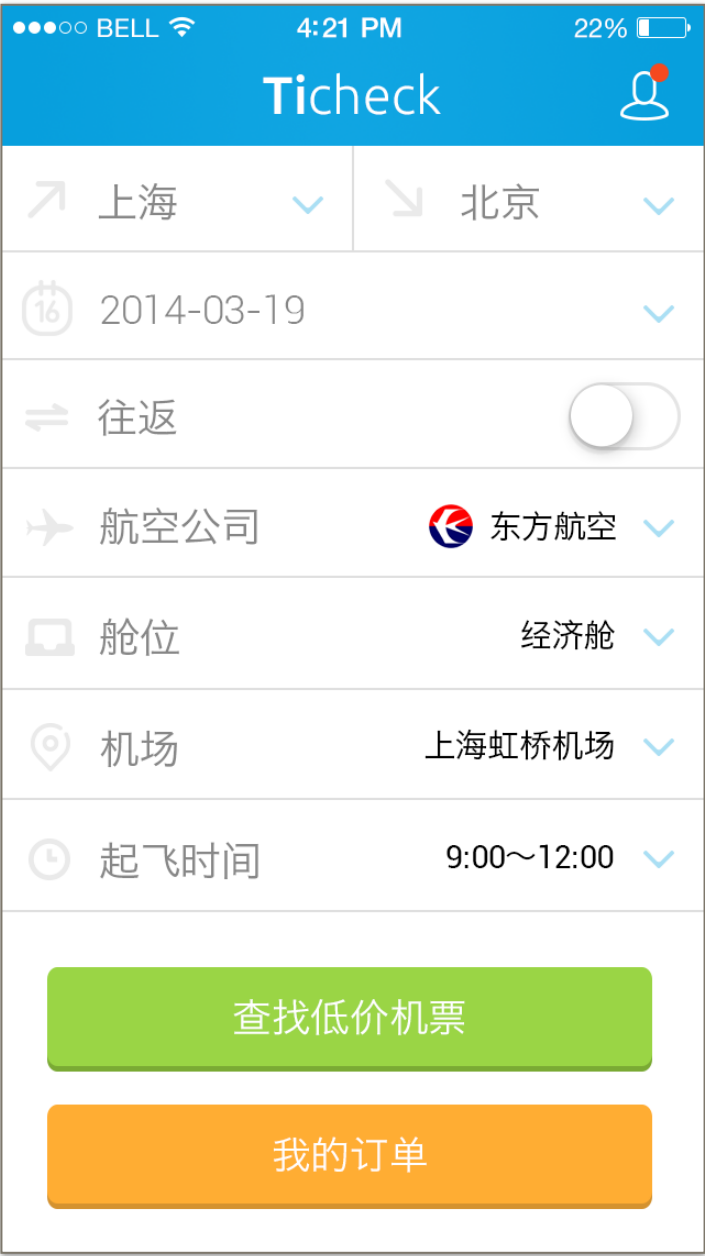 BELL 4:21 PM 22%
Ticheck
上海 北京
16 2014-03-19
往返
航空公司 东方航空
舱位 经济舱
机场 上海虹桥机场
起飞时间 9:00～12:00
查找低价机票
我的订单